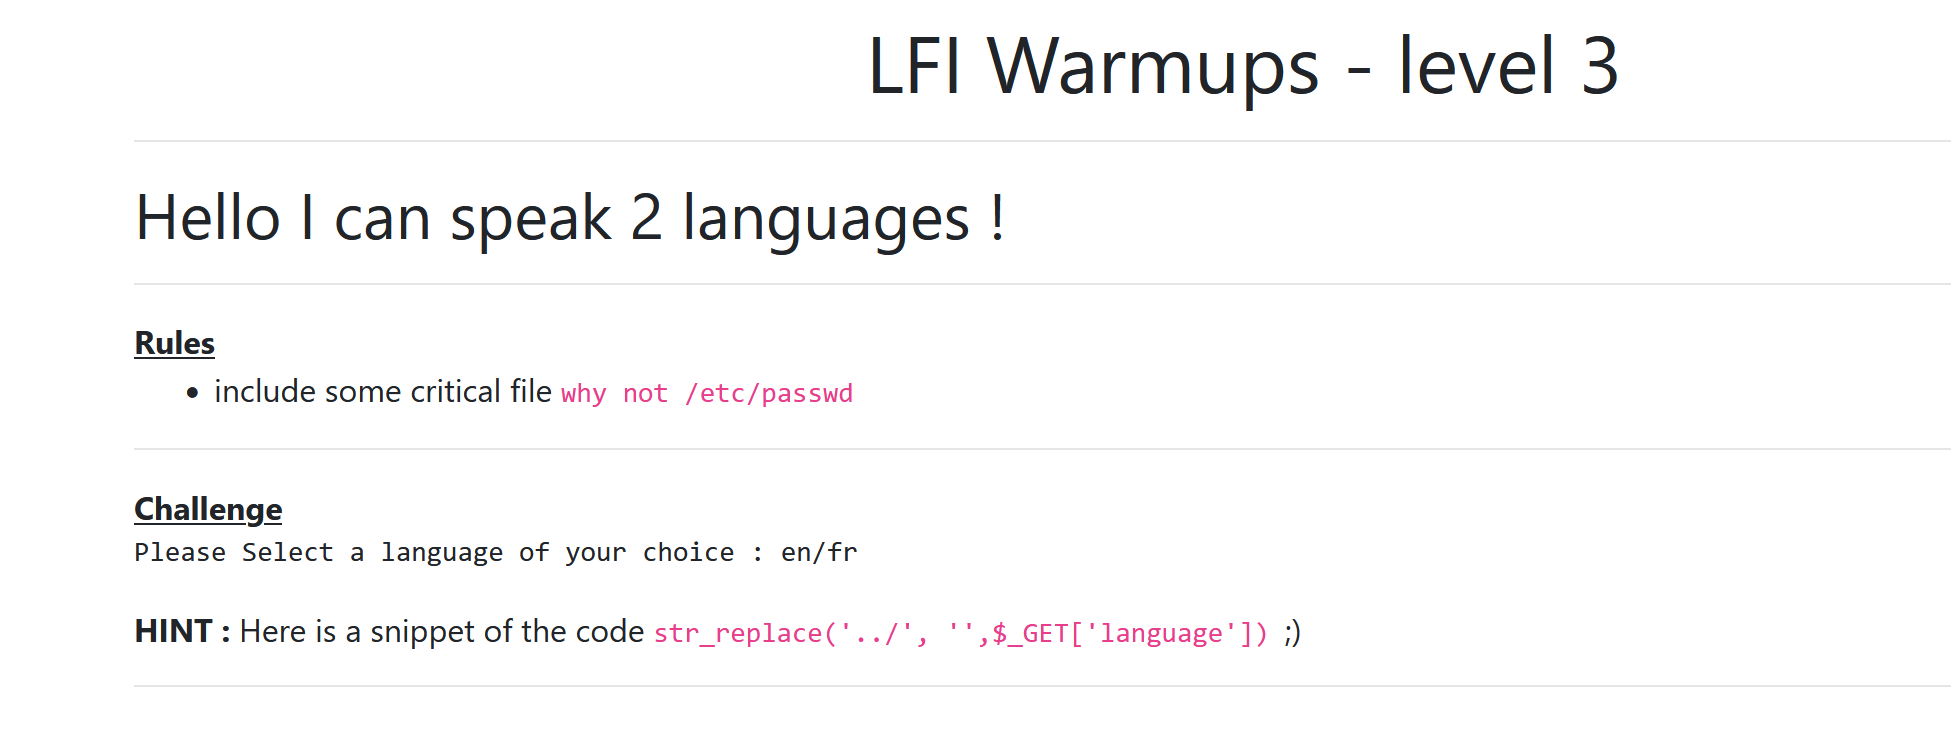 LFI Warmups - level 3
Hello I can speak 2 languages !
Rules
• include some critical file why not /etc/passwd
Challenge
Please Select a language of your choice : en/fr
HINT : Here is a snippet of the code str_replace('../', '',$_GET['language']) ;)